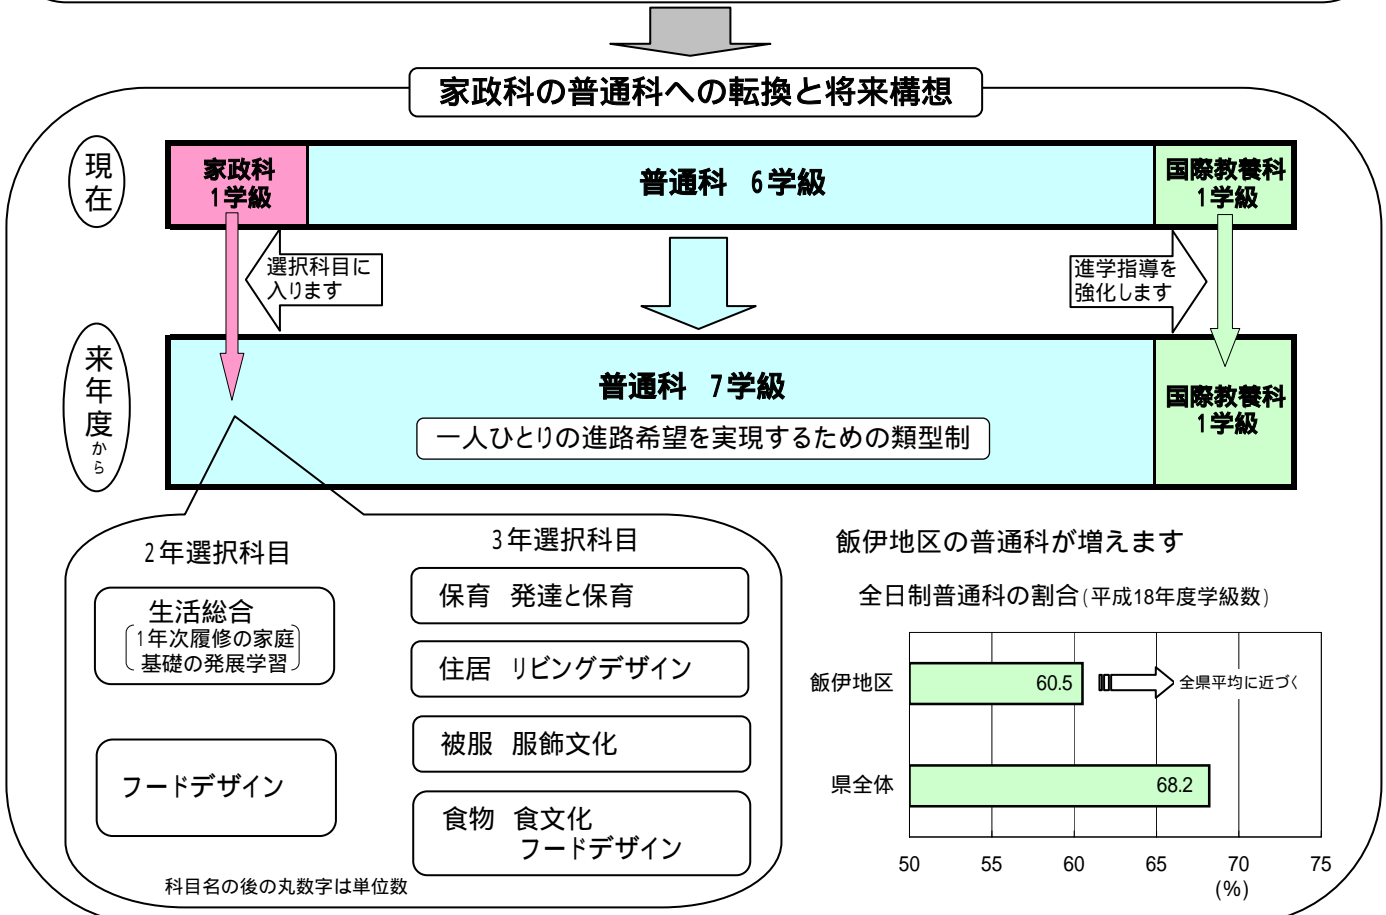 家政科の普通科への転換と将来構想
現在
家政科
1学級
普通科 6学級
国際教養科
1学級
選択科目に
入ります
進学指導を
強化します
来年度から
普通科 7学級
一人ひとりの進路希望を実現するための類型制
国際教養科
1学級
2年選択科目
生活総合
1年次履修の家庭
基礎の発展学習
フードデザイン
3年選択科目
保育 発達と保育
住居 リビングデザイン
被服 服飾文化
食物 食文化
フードデザイン
科目名の後の丸数字は単位数
飯伊地区の普通科が増えます
全日制普通科の割合(平成18年度学級数)
飯伊地区
60.5
全県平均に近づく
県全体
68.2
50 55 60 65 70 75
(%)